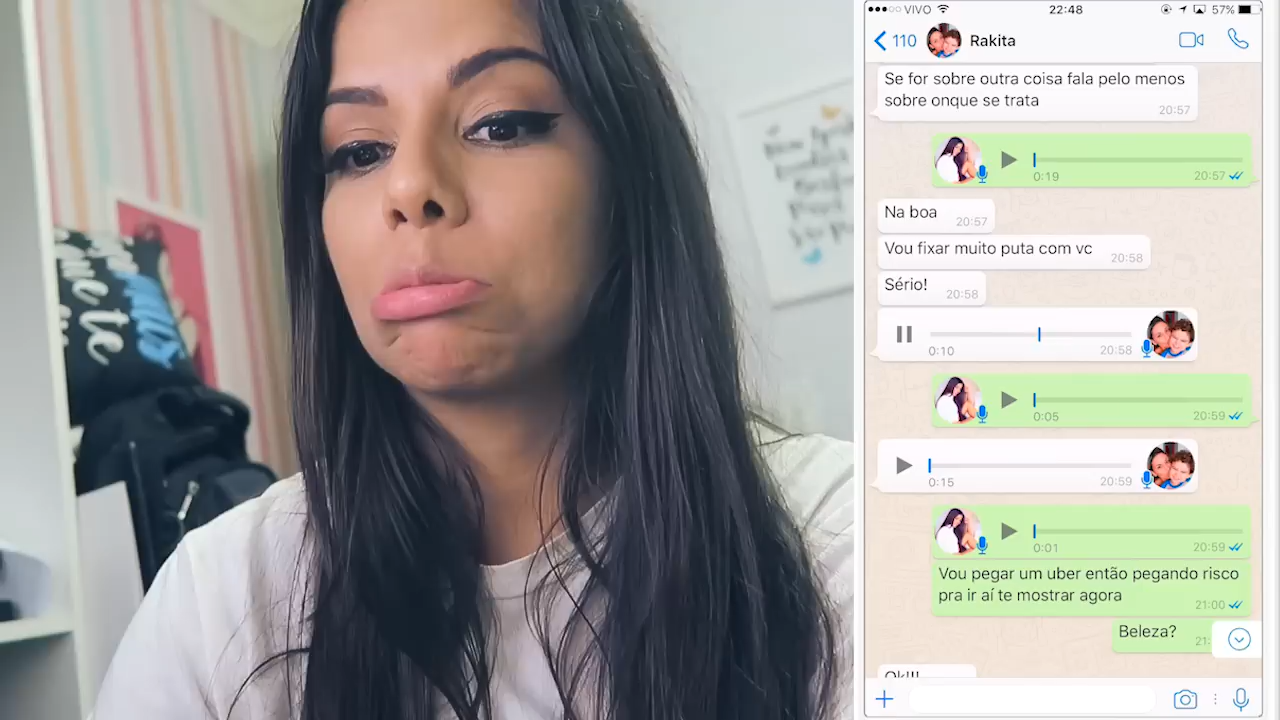 VIVO
22:48
57%
110
Rakita
Se for sobre outra coisa fala pelo menos
sobre onque se trata
20:57
0:19
20:57
Na boa
20:57
Vou fixar muito puta com vc
20:58
Sério!
20:58
0:10
20:58
0:05
20:59
0:15
20:59
0:01
20:59
Vou pegar um uber então pegando risco
pra ir aí te mostrar agora
21:00
Beleza?
21:
Ok!!!
te